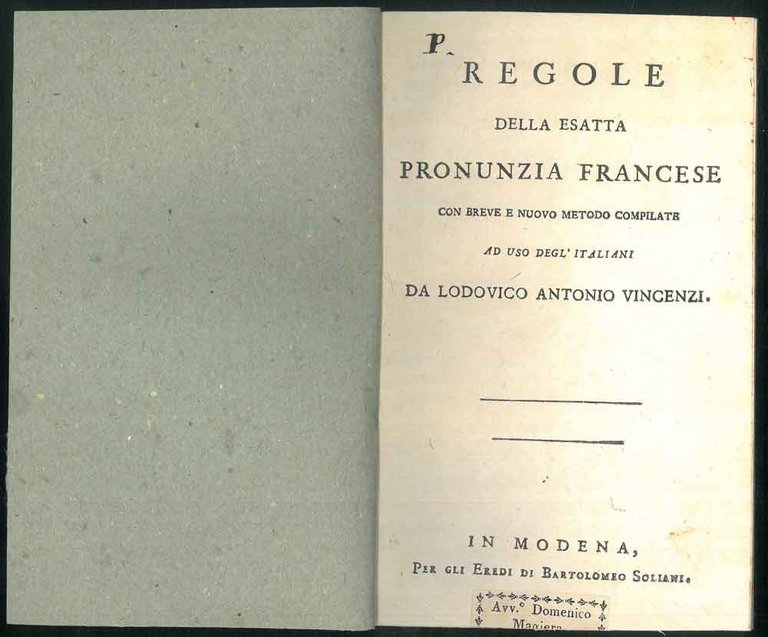 P.
REGOLE
DELLA ESATTA
PRONUNZIA FRANCESE
CON BREVE E NUOVO METODO COMPILATE
AD USO DEGL' ITALIANI
DA LODOVICO ANTONIO VINCENZI.
IN MODENA,
PER GLI EREDI DI BARTOLOMEO SOLIANI.
Avv.º Domenico